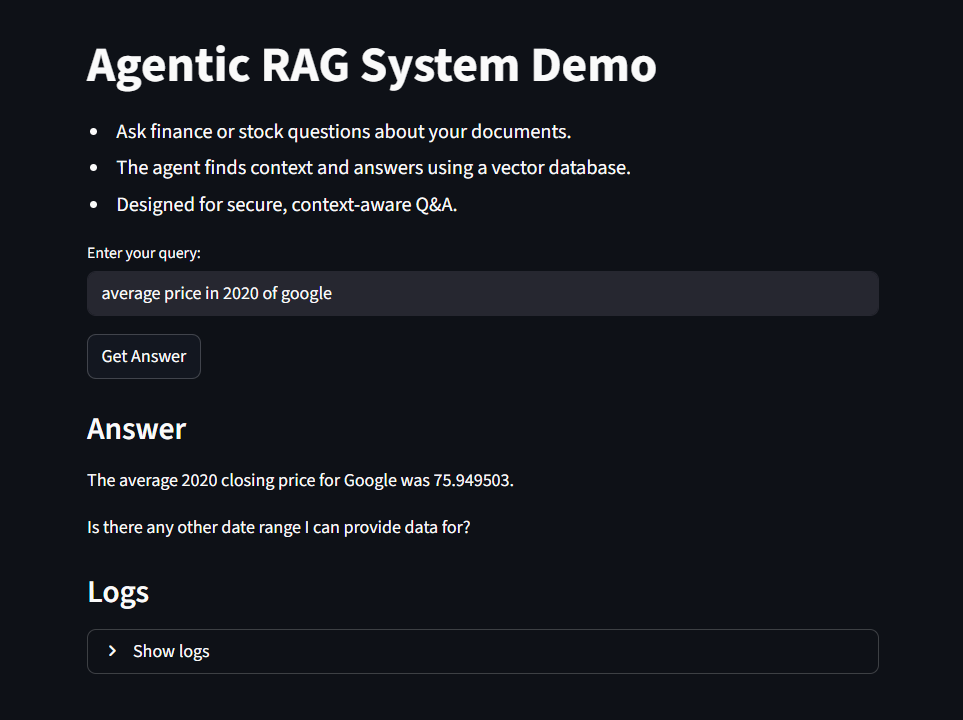 Agentic RAG System Demo
• Ask finance or stock questions about your documents.
• The agent finds context and answers using a vector database.
• Designed for secure, context-aware Q&A.
Enter your query:
average price in 2020 of google
Get Answer
Answer
The average 2020 closing price for Google was 75.949503.
Is there any other date range I can provide data for?
Logs
Show logs